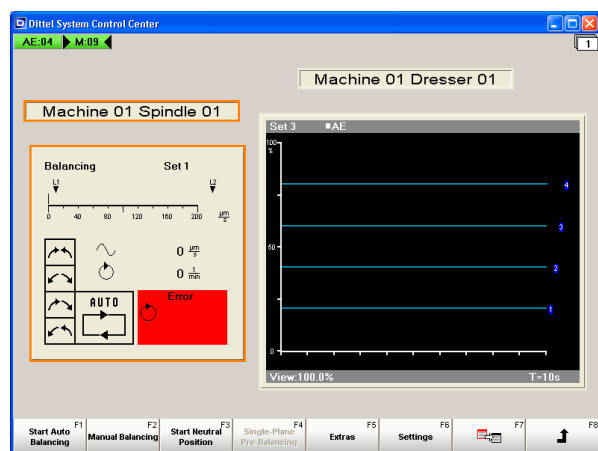 Dittel System Control Center
AE:04 M:09
1
Machine 01 Dresser 01
Machine 01 Spindle 01
Set 3 AE
100
%
50
0
4
3
2
1
View:100.0% T=10s
Balancing Set 1
L1 L2
0 40 80 120 160 200 µm/s
0 µm/s
0 1/min
AUTO
Error
F1 F2 F3 F4 F5 F6 F7 F8
Start Auto Balancing
Manual Balancing
Start Neutral Position
Single-Plane Pre-Balancing
Extras
Settings